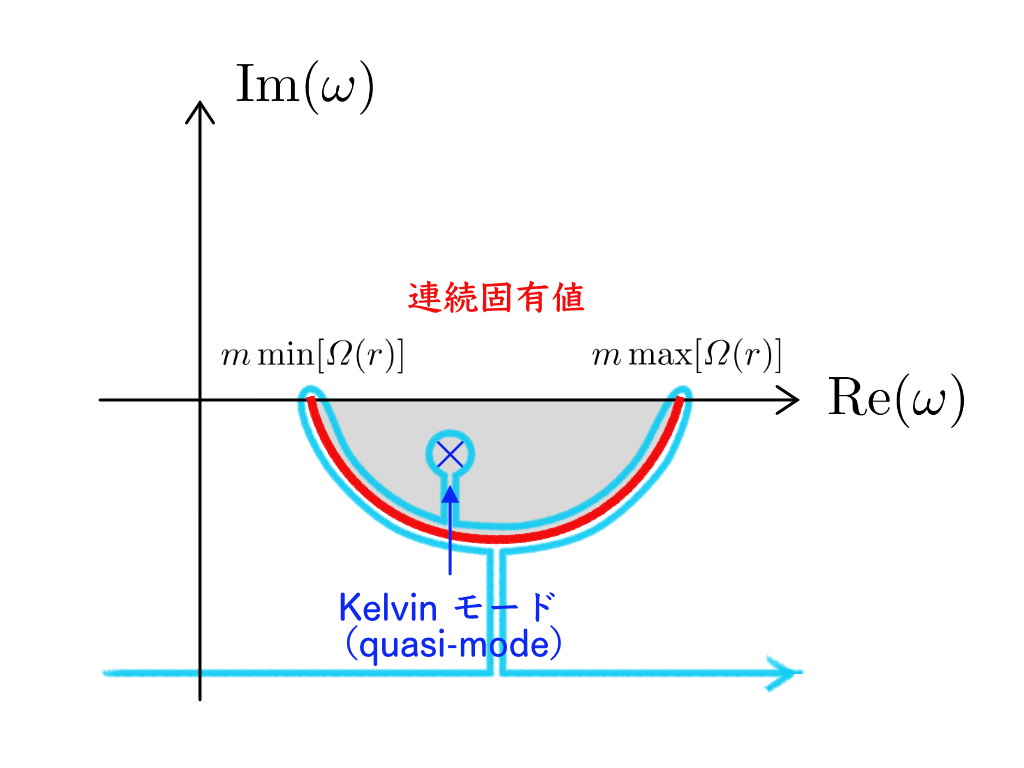 Im(ω)
連続固有値
m min[Ω(r)]
m max[Ω(r)]
Re(ω)
Kelvin モード
(quasi-mode)